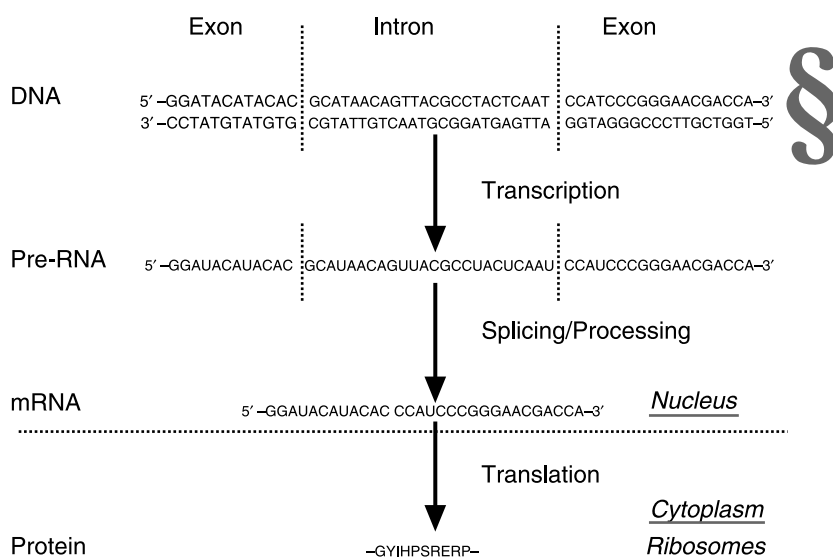 Exon Intron Exon
DNA 5′ –GGATACATACAC GCATAACAGTTACGCCTACTCAAT CCATCCCGGGAACGACCA–3′ §
3′ –CCTATGTATGTG CGTATTGTCAATGCGGATGAGTTA GGTAGGGCCCTTGCTGGT–5′
Transcription
Pre-RNA 5′ –GGAUACAUACAC GCAUAACAGUUACGCCUACUCAAU CCAUCCCGGGAACGACCA–3′
Splicing/Processing
mRNA 5′ –GGAUACAUACAC CCAUCCCGGGAACGACCA–3′ Nucleus
Translation
Cytoplasm
Protein –GYIHPSRERP– Ribosomes